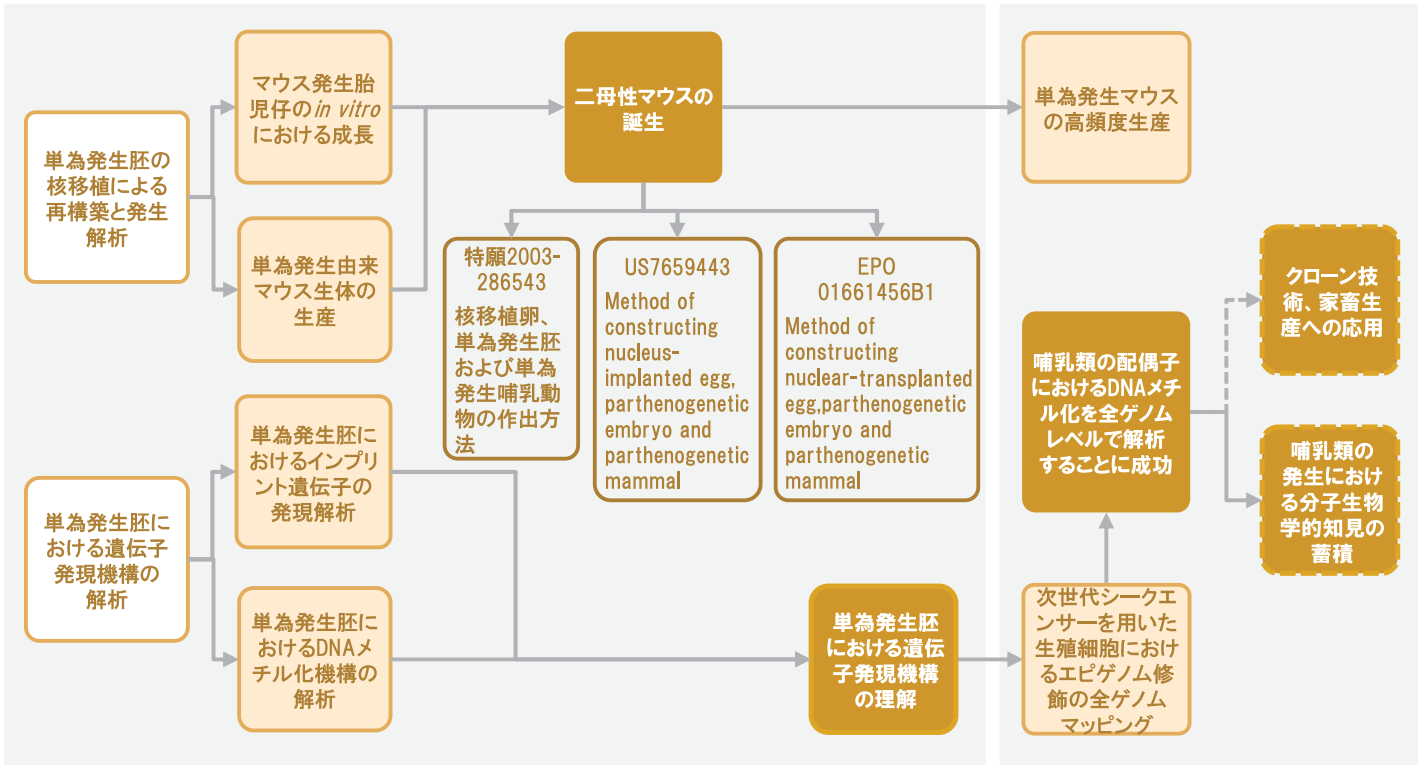 単為発生胚の
核移植による
再構築と発生
解析
マウス発生胎
児仔のin vitro
における成長
単為発生由来
マウス生体の
生産
二母性マウスの
誕生
特願2003-
286543
核移植卵、
単為発生胚
および単為
発生哺乳動
物の作出方
法
US7659443
Method of
constructing
nucleus-
implanted egg,
parthenogenetic
embryo and
parthenogenetic
mammal
EPO
01661456B1
Method of
constructing
nuclear-transplanted
egg,parthenogenetic
embryo and
parthenogenetic
mammal
単為発生胚に
おける遺伝子
発現機構の
解析
単為発生胚に
おけるインプリ
ント遺伝子の
発現解析
単為発生胚に
おけるDNAメ
チル化機構の
解析
単為発生胚
における遺伝
子発現機構
の理解
単為発生マウス
の高頻度生産
哺乳類の配偶子
におけるDNAメチ
ル化を全ゲノム
レベルで解析
することに成功
次世代シークエ
ンサーを用いた
生殖細胞におけ
るエピゲノム修
飾の全ゲノム
マッピング
クローン技
術、家畜生
産への応用
哺乳類の
発生におけ
る分子生物
学的知見の
蓄積